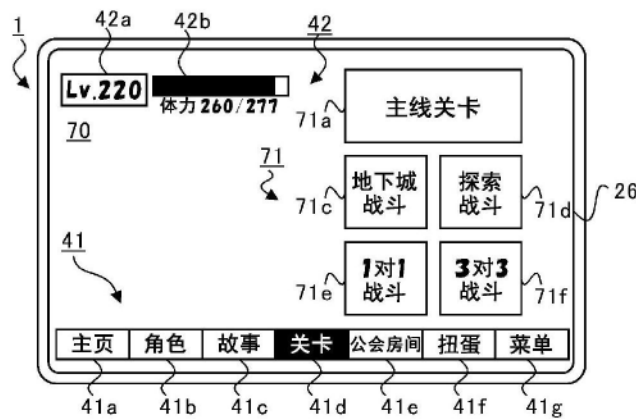 1
42a
42b
42
Lv.220
体力 260/277
70
71
71a
主线关卡
71c
地下城
战斗
探索
战斗
71d
26
41
71e
1对1
战斗
3对3
战斗
71f
主页
角色
故事
关卡
公会房间
扭蛋
菜单
41a
41b
41c
41d
41e
41f
41g